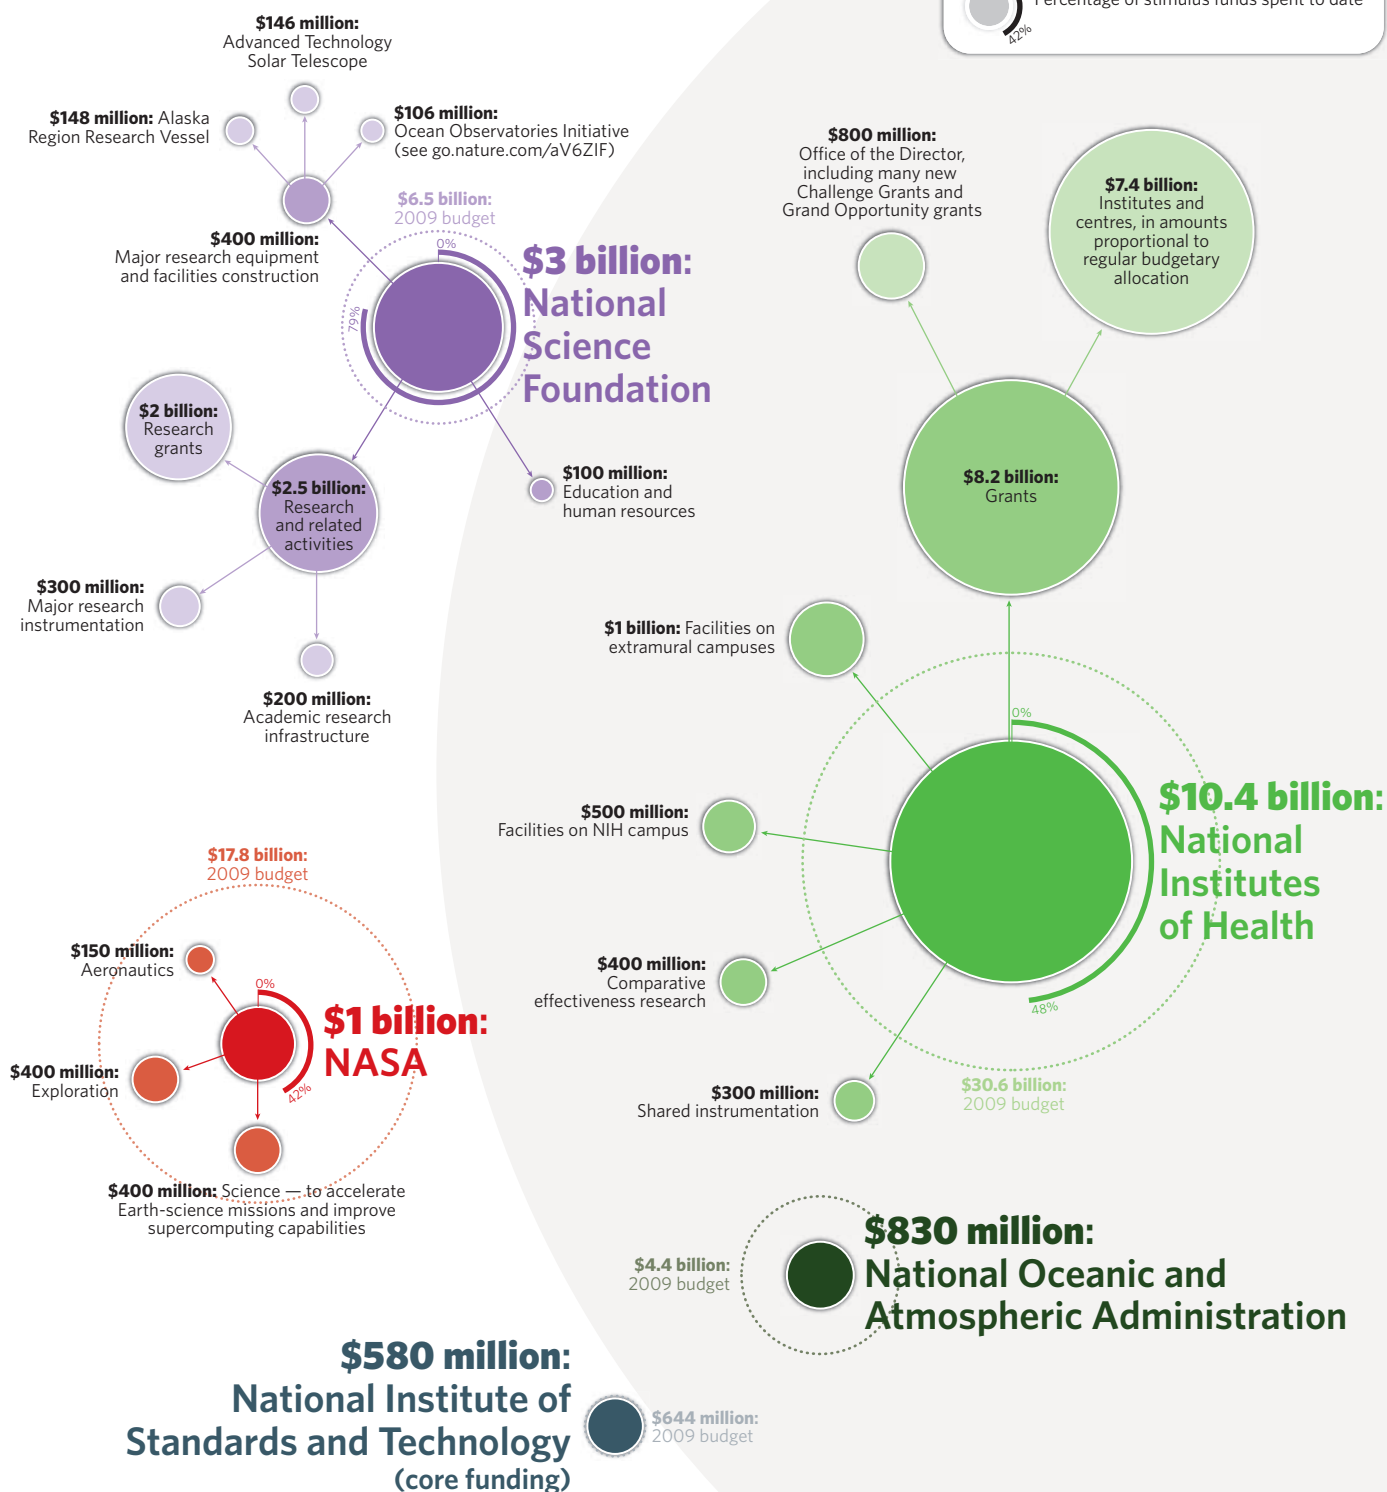 Percentage of stimulus funds spent to date
42%
$146 million:
Advanced Technology
Solar Telescope
$148 million: Alaska
Region Research Vessel
$106 million:
Ocean Observatories Initiative
(see go.nature.com/aV6ZIF)
$400 million:
Major research equipment
and facilities construction
$6.5 billion:
2009 budget
0%
79%
$3 billion:
National
Science
Foundation
$2 billion:
Research
grants
$2.5 billion:
Research
and related
activities
$100 million:
Education and
human resources
$300 million:
Major research
instrumentation
$200 million:
Academic research
infrastructure
$800 million:
Office of the Director,
including many new
Challenge Grants and
Grand Opportunity grants
$7.4 billion:
Institutes and
centres, in amounts
proportional to
regular budgetary
allocation
$8.2 billion:
Grants
$1 billion: Facilities on
extramural campuses
0%
$500 million:
Facilities on NIH campus
$10.4 billion:
National
Institutes
of Health
$400 million:
Comparative
effectiveness research
48%
$300 million:
Shared instrumentation
$30.6 billion:
2009 budget
$17.8 billion:
2009 budget
$150 million:
Aeronautics
0%
$1 billion:
NASA
$400 million:
Exploration
42%
$400 million: Science — to accelerate
Earth-science missions and improve
supercomputing capabilities
$830 million:
National Oceanic and
Atmospheric Administration
$4.4 billion:
2009 budget
$580 million:
National Institute of
Standards and Technology
(core funding)
$644 million:
2009 budget